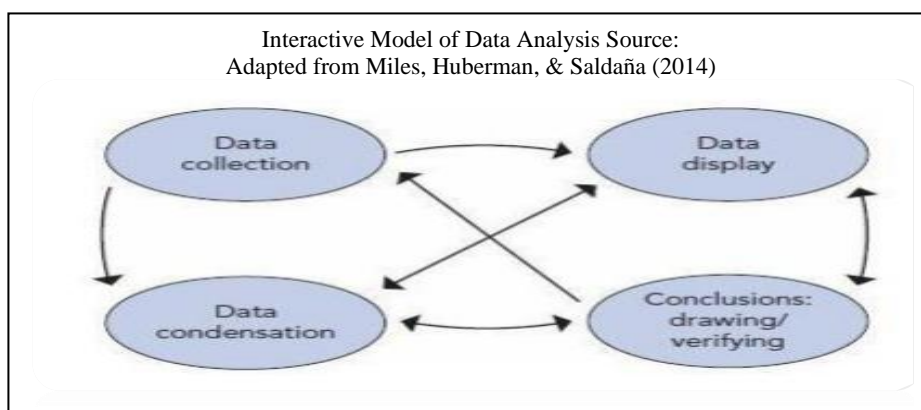 Interactive Model of Data Analysis Source:
Adapted from Miles, Huberman, & Saldaña (2014)
Data
collection
Data
display
Data
condensation
Conclusions:
drawing/
verifying